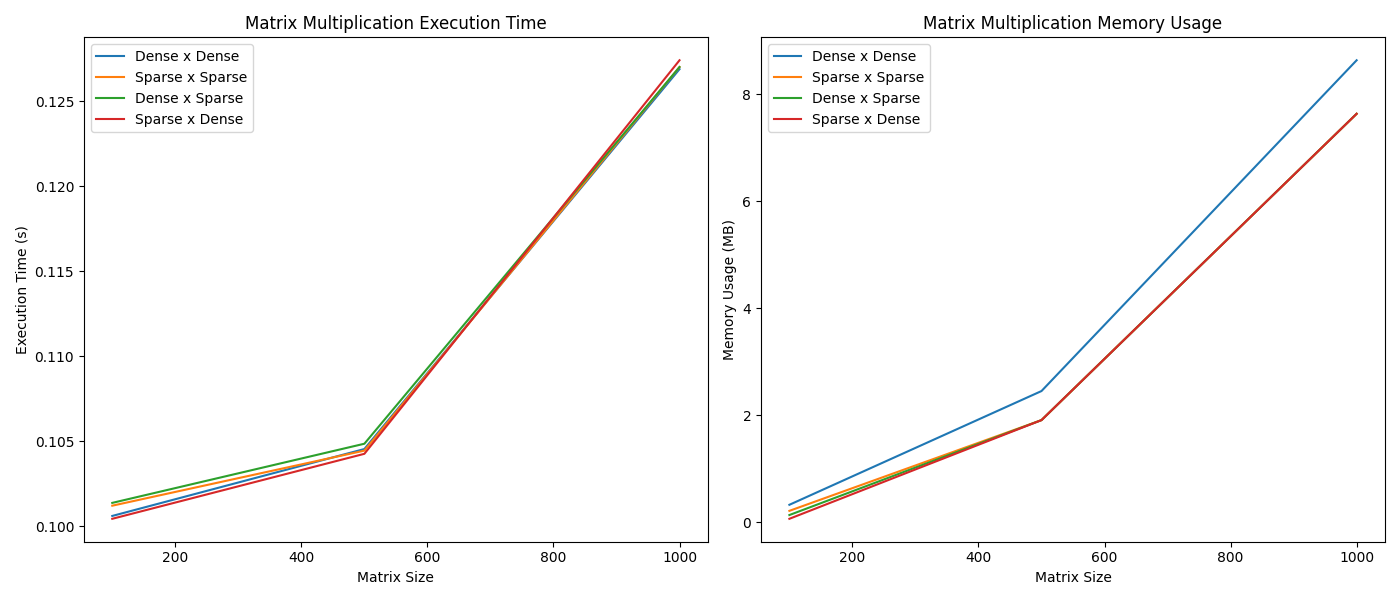 Matrix Multiplication Execution Time
Dense x Dense
Sparse x Sparse
Dense x Sparse
Sparse x Dense
Execution Time (s)
0.125
0.120
0.115
0.110
0.105
0.100
200 400 600 800 1000
Matrix Size
Matrix Multiplication Memory Usage
Dense x Dense
Sparse x Sparse
Dense x Sparse
Sparse x Dense
Memory Usage (MB)
8
6
4
2
0
200 400 600 800 1000
Matrix Size